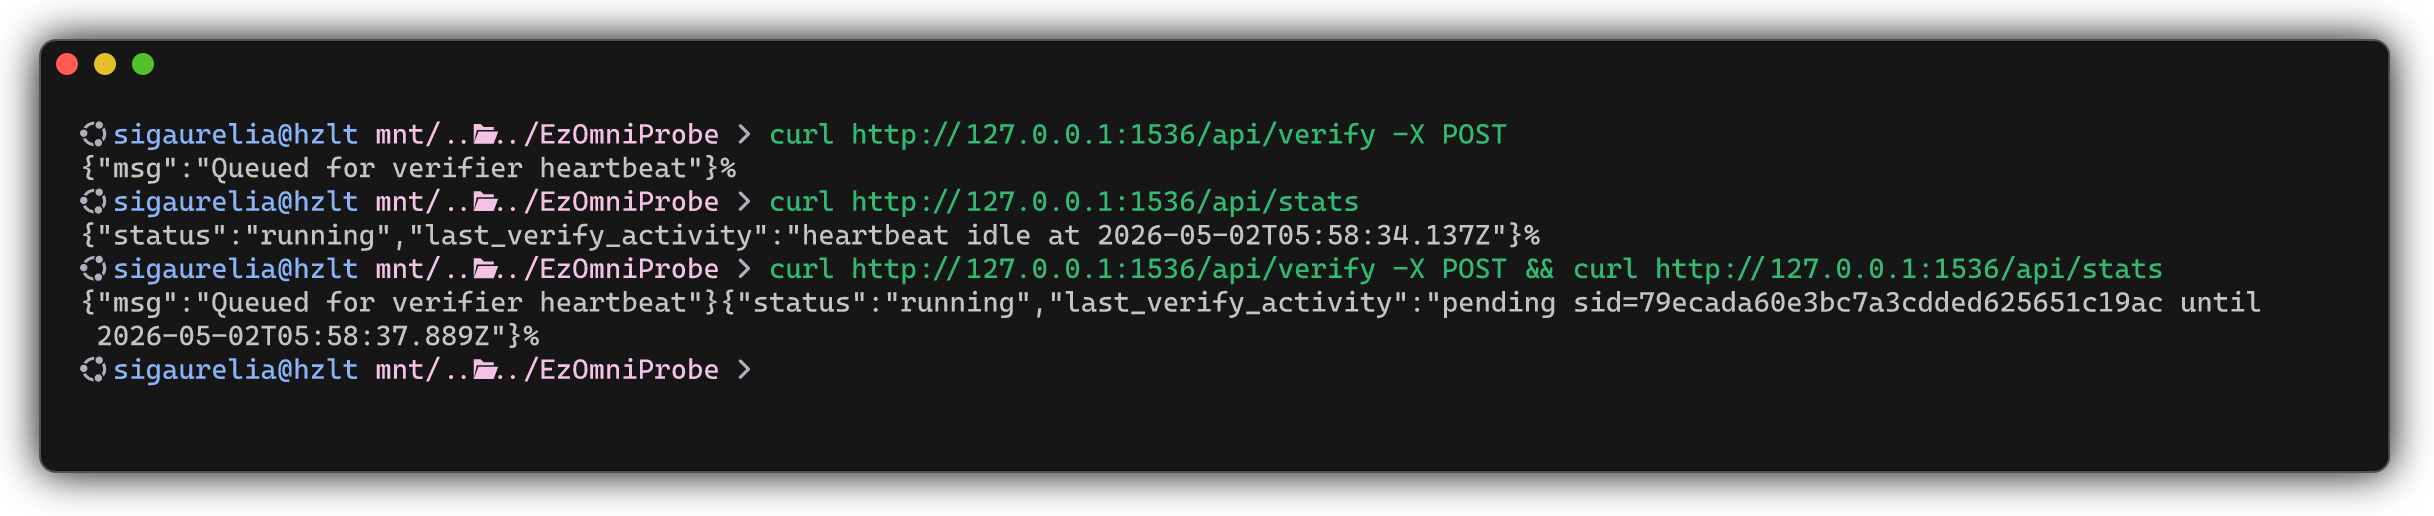 sigaurelia@hzlt mnt/..../EzOmniProbe > curl http://127.0.0.1:1536/api/verify -X POST
{"msg":"Queued for verifier heartbeat"}%
sigaurelia@hzlt mnt/..../EzOmniProbe > curl http://127.0.0.1:1536/api/stats
{"status":"running","last_verify_activity":"heartbeat idle at 2026-05-02T05:58:34.137Z"}%
sigaurelia@hzlt mnt/..../EzOmniProbe > curl http://127.0.0.1:1536/api/verify -X POST && curl http://127.0.0.1:1536/api/stats
{"msg":"Queued for verifier heartbeat"}{"status":"running","last_verify_activity":"pending sid=79ecada60e3bc7a3cdded625651c19ac until
2026-05-02T05:58:37.889Z"}%
sigaurelia@hzlt mnt/..../EzOmniProbe >